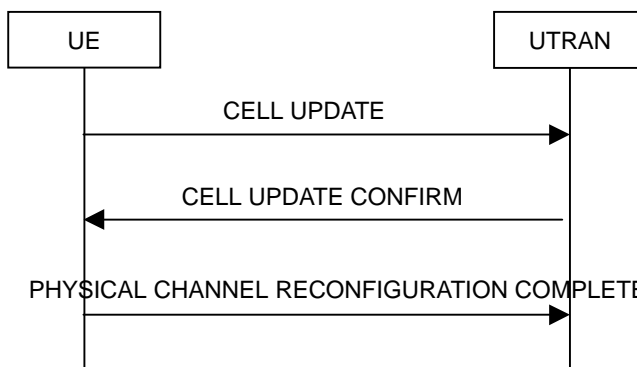 UE
UTRAN
CELL UPDATE
CELL UPDATE CONFIRM
PHYSICAL CHANNEL RECONFIGURATION COMPLETE